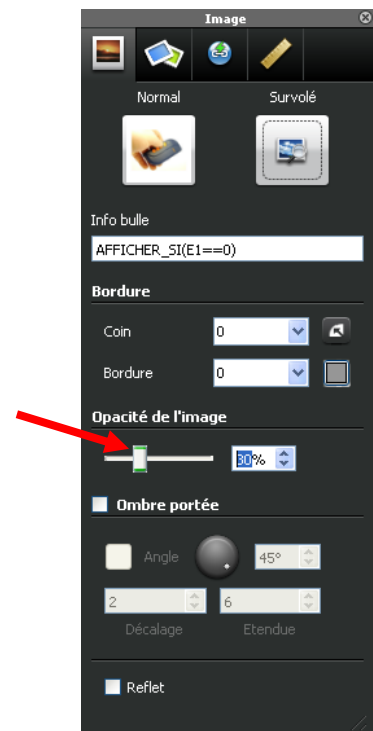 Image
Normal Survolé
Info bulle
AFFICHER_SI(E1==0)
Bordure
Coin 0
Bordure 0
Opacité de l'image
30%
Ombre portée
Angle 45°
2 6
Décalage Etendue
Reflet